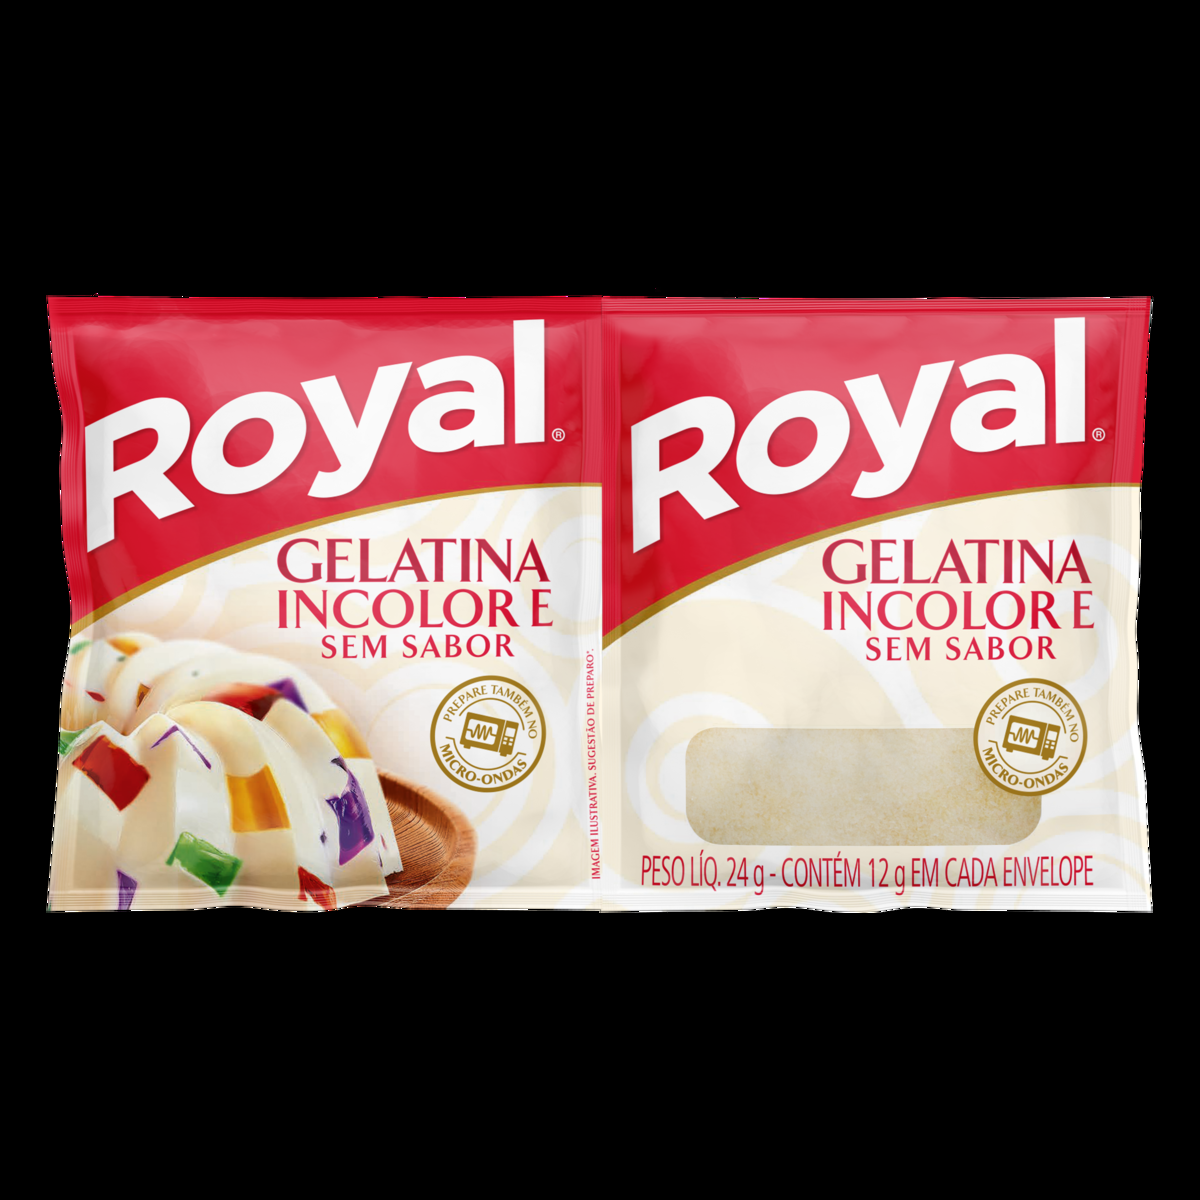 Royal®
GELATINA
INCOLOR E
SEM SABOR
PREPARE TAMBÉM NO
MICRO-ONDAS
IMAGEM ILUSTRATIVA. SUGESTÃO DE PREPARO*.
Royal®
GELATINA
INCOLOR E
SEM SABOR
PREPARE TAMBÉM NO
MICRO-ONDAS
PESO LÍQ. 24 g - CONTÉM 12 g EM CADA ENVELOPE